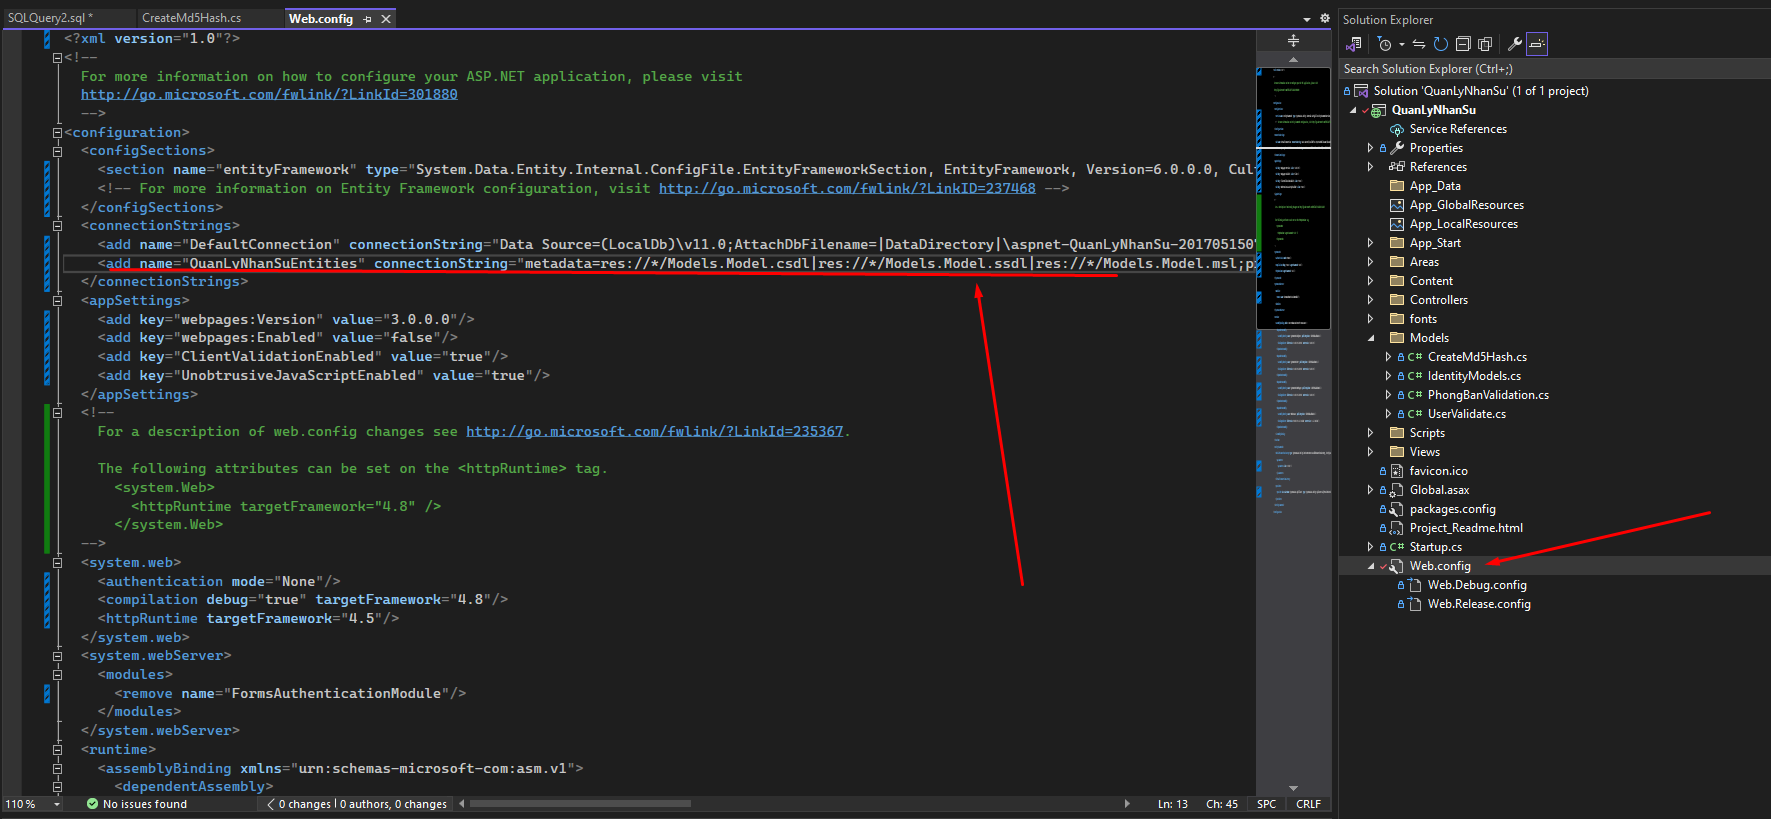 SQLQuery2.sql *
CreateMd5Hash.cs
Web.config
<?xml version="1.0"?>
<!--
For more information on how to configure your ASP.NET application, please visit
http://go.microsoft.com/fwlink/?LinkId=301880
-->
<configuration>
<configSections>
<section name="entityFramework" type="System.Data.Entity.Internal.ConfigFile.EntityFrameworkSection, EntityFramework, Version=6.0.0.0, Cul
<!-- For more information on Entity Framework configuration, visit http://go.microsoft.com/fwlink/?LinkID=237468 -->
</configSections>
<connectionStrings>
<add name="DefaultConnection" connectionString="Data Source=(LocalDb)\v11.0;AttachDbFilename=|DataDirectory|\aspnet-QuanLyNhanSu-201705150
<add name="QuanLyNhanSuEntities" connectionString="metadata=res://*/Models.Model.csdl|res://*/Models.Model.ssdl|res://*/Models.Model.msl;p
</connectionStrings>
<appSettings>
<add key="webpages:Version" value="3.0.0.0"/>
<add key="webpages:Enabled" value="false"/>
<add key="ClientValidationEnabled" value="true"/>
<add key="UnobtrusiveJavaScriptEnabled" value="true"/>
</appSettings>
<!--
For a description of web.config changes see http://go.microsoft.com/fwlink/?LinkId=235367.
The following attributes can be set on the <httpRuntime> tag.
<system.Web>
<httpRuntime targetFramework="4.8" />
</system.Web>
-->
<system.web>
<authentication mode="None"/>
<compilation debug="true" targetFramework="4.8"/>
<httpRuntime targetFramework="4.5"/>
</system.web>
<system.webServer>
<modules>
<remove name="FormsAuthenticationModule"/>
</modules>
</system.webServer>
<runtime>
<assemblyBinding xmlns="urn:schemas-microsoft-com:asm.v1">
<dependentAssembly>
110 %
No issues found
0 changes | 0 authors, 0 changes
Ln: 13
Ch: 45
SPC
CRLF
Solution Explorer
Search Solution Explorer (Ctrl+;)
Solution 'QuanLyNhanSu' (1 of 1 project)
QuanLyNhanSu
Service References
Properties
References
App_Data
App_GlobalResources
App_LocalResources
App_Start
Areas
Content
Controllers
fonts
Models
C# CreateMd5Hash.cs
C# IdentityModels.cs
C# PhongBanValidation.cs
C# UserValidate.cs
Scripts
Views
favicon.ico
Global.asax
packages.config
Project_Readme.html
C# Startup.cs
Web.config
Web.Debug.config
Web.Release.config